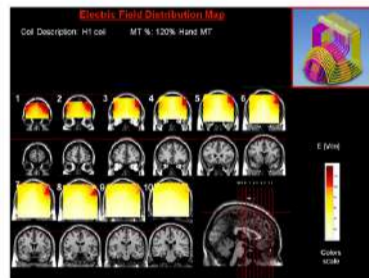 Electric Field Distribution Map
Coil Description: H1 coil
MT %: 120% Hand MT
1 2 3 4 5 6
7 8 9 10
E [V/m]
Colors
scale